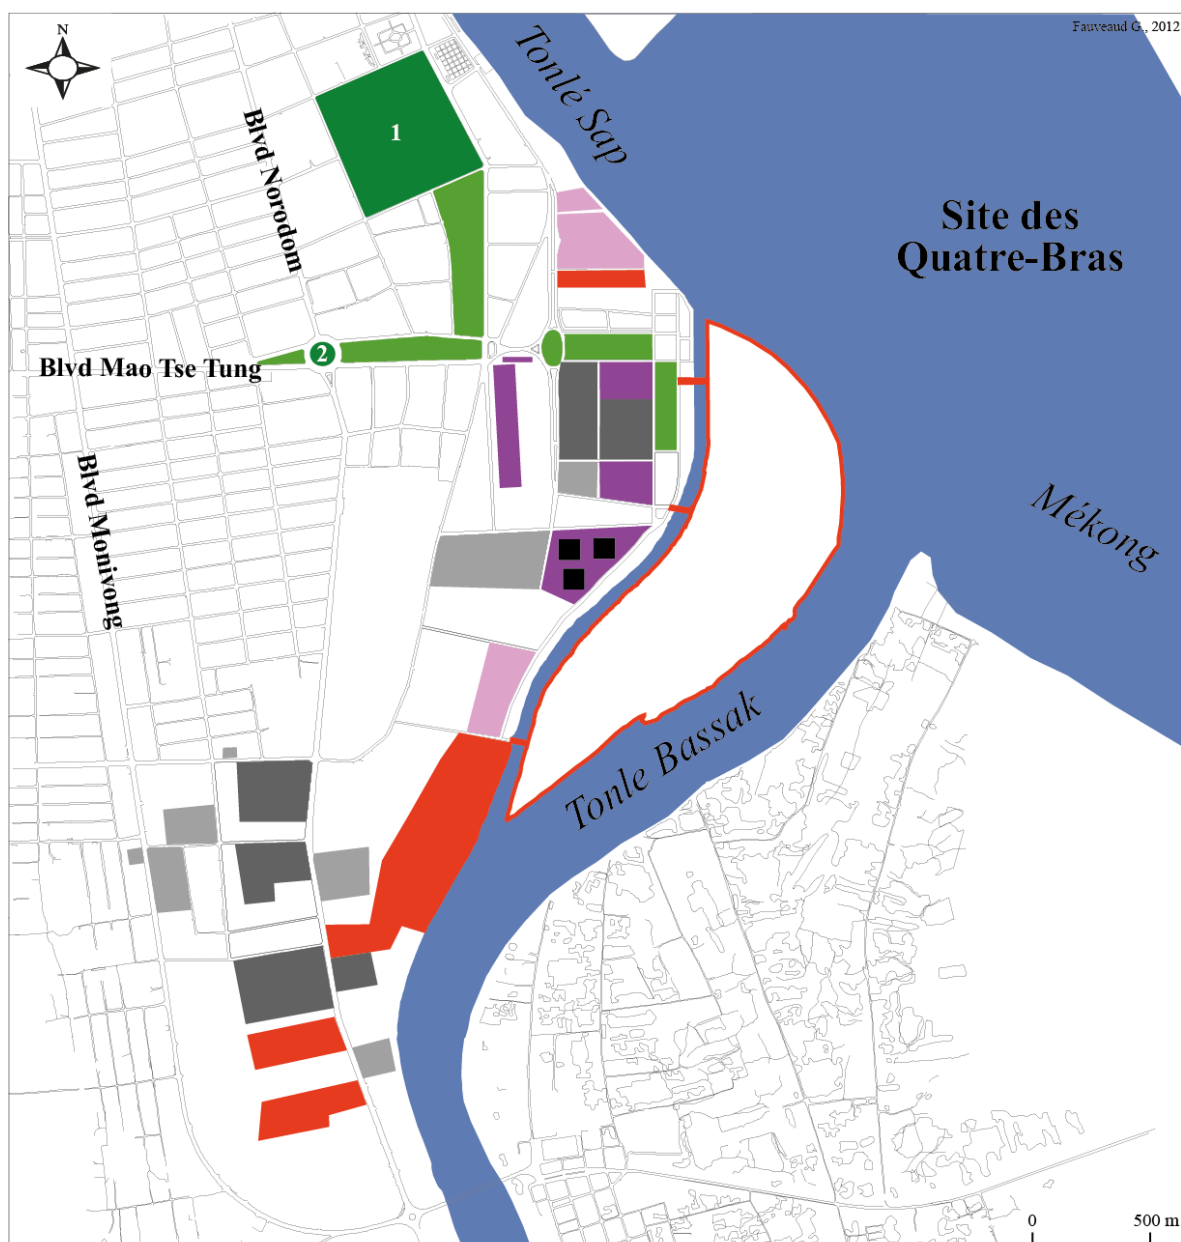 Fauveaud G., 2012
N
Tonlé Sap
1
Blvd Norodom
Site des
Quatre-Bras
2
Blvd Mao Tse Tung
Blvd Monivong
Mékong
Tonle Bassak
0 500 m